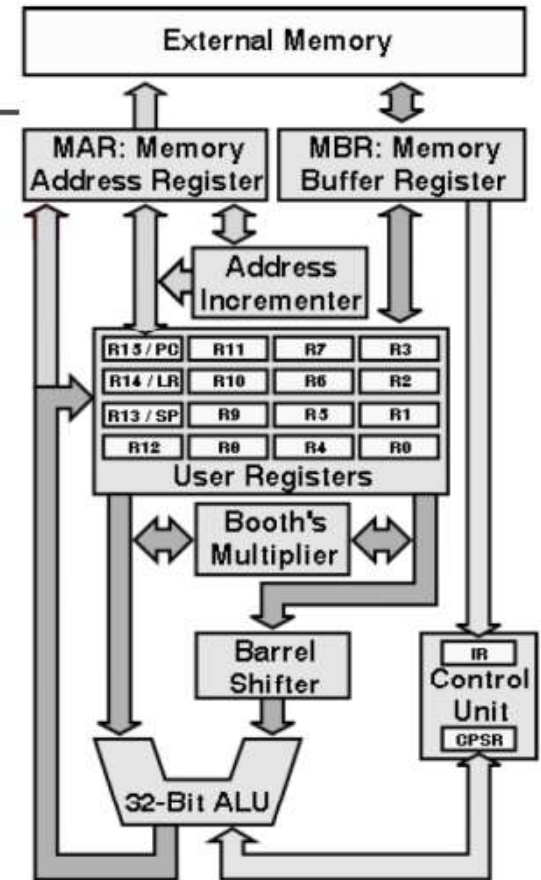 External Memory
MAR: Memory
Address Register
MBR: Memory
Buffer Register
Address
Incrementer
R15 / PC R11 R7 R3
R14 / LR R10 R6 R2
R13 / SP R9 R5 R1
R12 R8 R4 R0
User Registers
Booth's
Multiplier
Barrel
Shifter
IR
Control
Unit
CPSR
32-Bit ALU